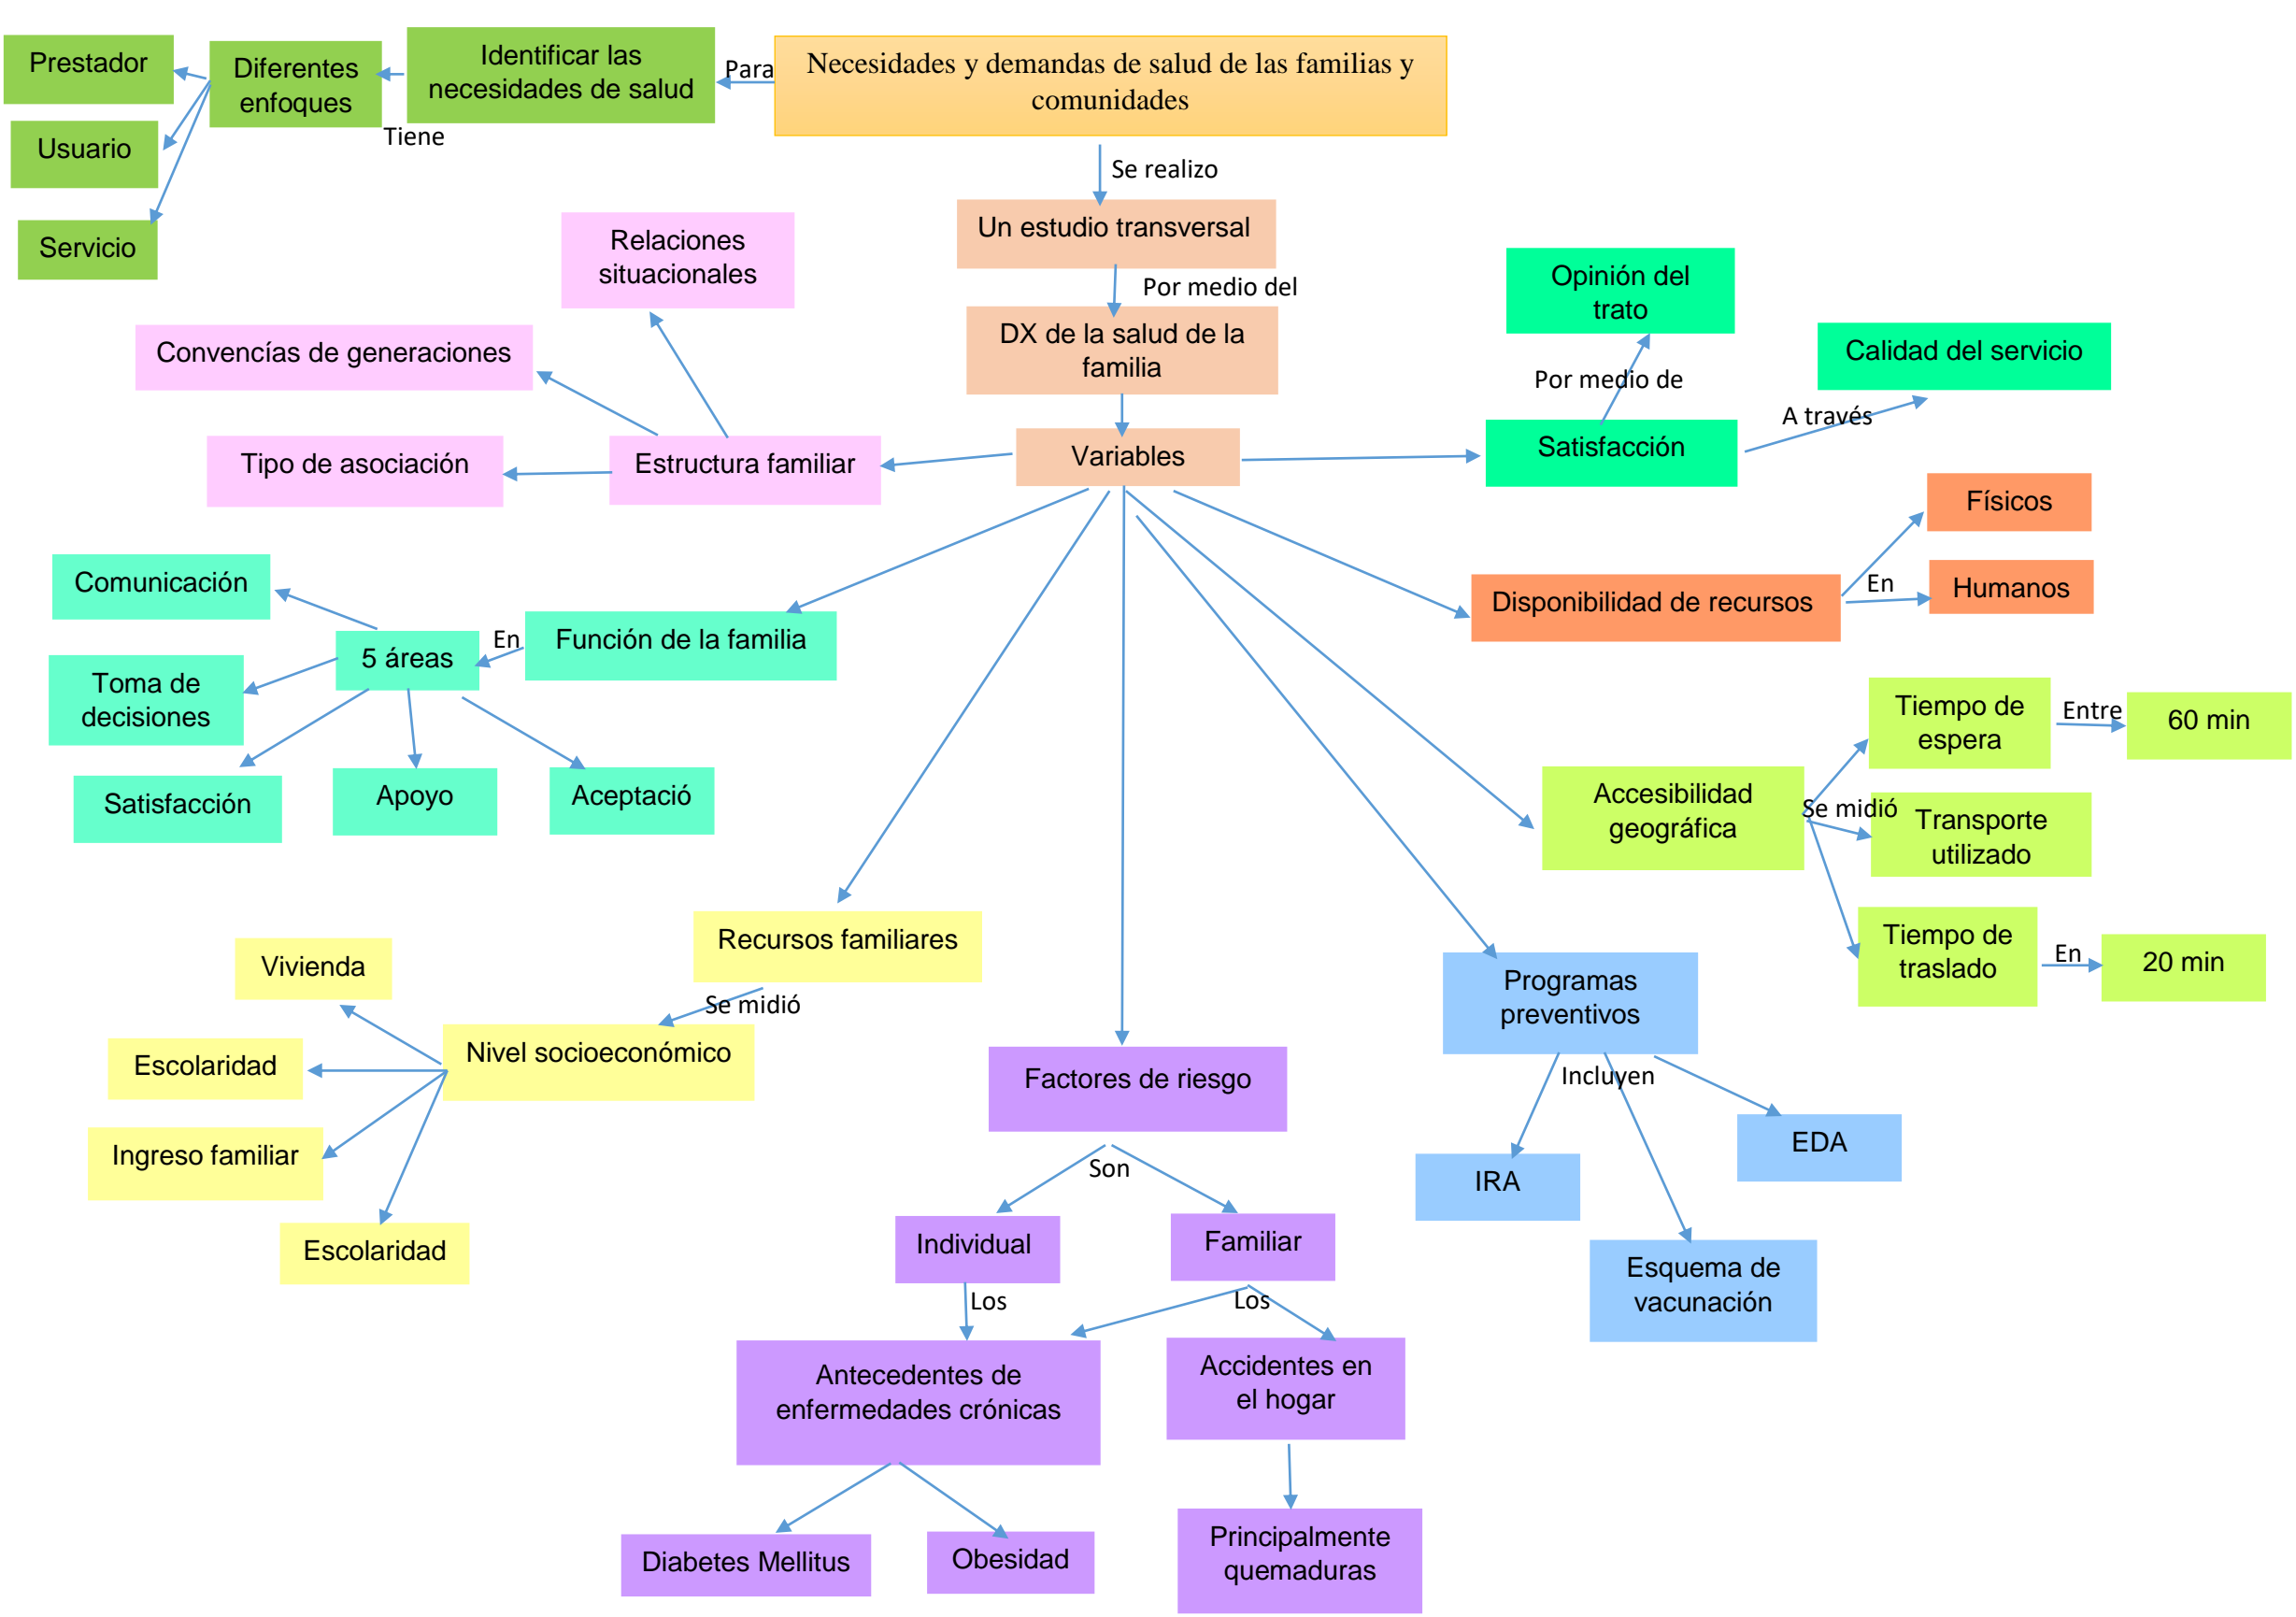 Necesidades y demandas de salud de las familias y
comunidades
Para
Identificar las
necesidades de salud
Tiene
Diferentes
enfoques
Prestador
Usuario
Servicio
Se realizo
Un estudio transversal
Por medio del
DX de la salud de la
familia
Variables
Estructura familiar
Relaciones
situacionales
Convencías de generaciones
Tipo de asociación
Satisfacción
Por medio de
Opinión del
trato
A través
Calidad del servicio
Disponibilidad de recursos
En
Físicos
Humanos
Función de la familia
En
5 áreas
Comunicación
Toma de
decisiones
Satisfacción
Apoyo
Aceptació
Accesibilidad
geográfica
Se midió
Tiempo de
espera
Entre
60 min
Transporte
utilizado
Tiempo de
traslado
En
20 min
Recursos familiares
Se midió
Nivel socioeconómico
Vivienda
Escolaridad
Ingreso familiar
Escolaridad
Programas
preventivos
Incluyen
IRA
EDA
Esquema de
vacunación
Factores de riesgo
Son
Individual
Familiar
Los
Los
Antecedentes de
enfermedades crónicas
Accidentes en
el hogar
Diabetes Mellitus
Obesidad
Principalmente
quemaduras